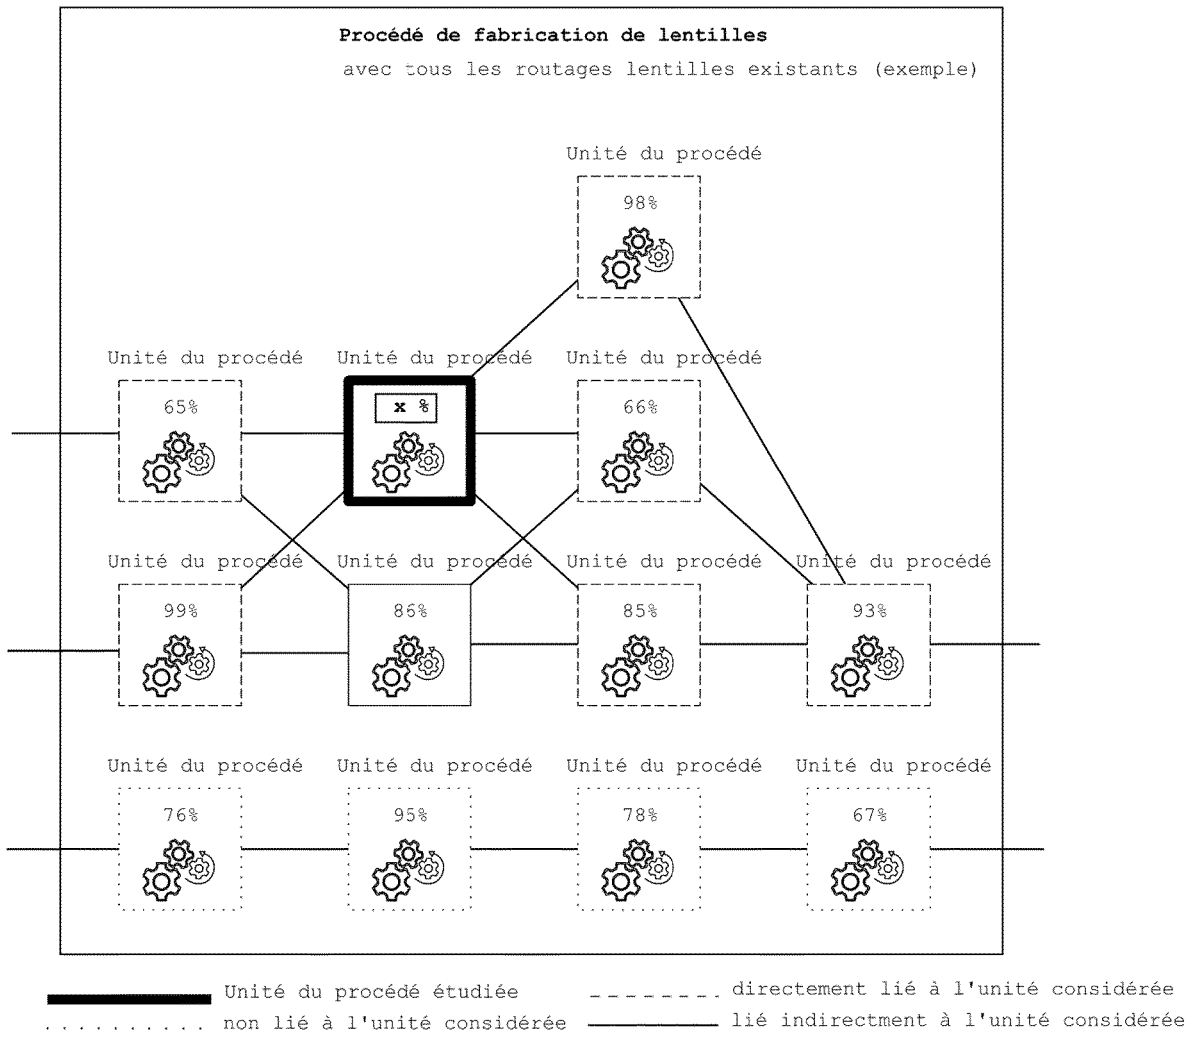 Procédé de fabrication de lentilles
avec tous les routages lentilles existants (exemple)
Unité du procédé
98%
Unité du procédé Unité du procédé Unité du procédé
65% x % 66%
Unité du procédé Unité du procédé Unité du procédé Unité du procédé
99% 86% 85% 93%
Unité du procédé Unité du procédé Unité du procédé Unité du procédé
76% 95% 78% 67%
Unité du procédé étudiée directement lié à l'unité considérée
non lié à l'unité considérée lié indirectment à l'unité considérée